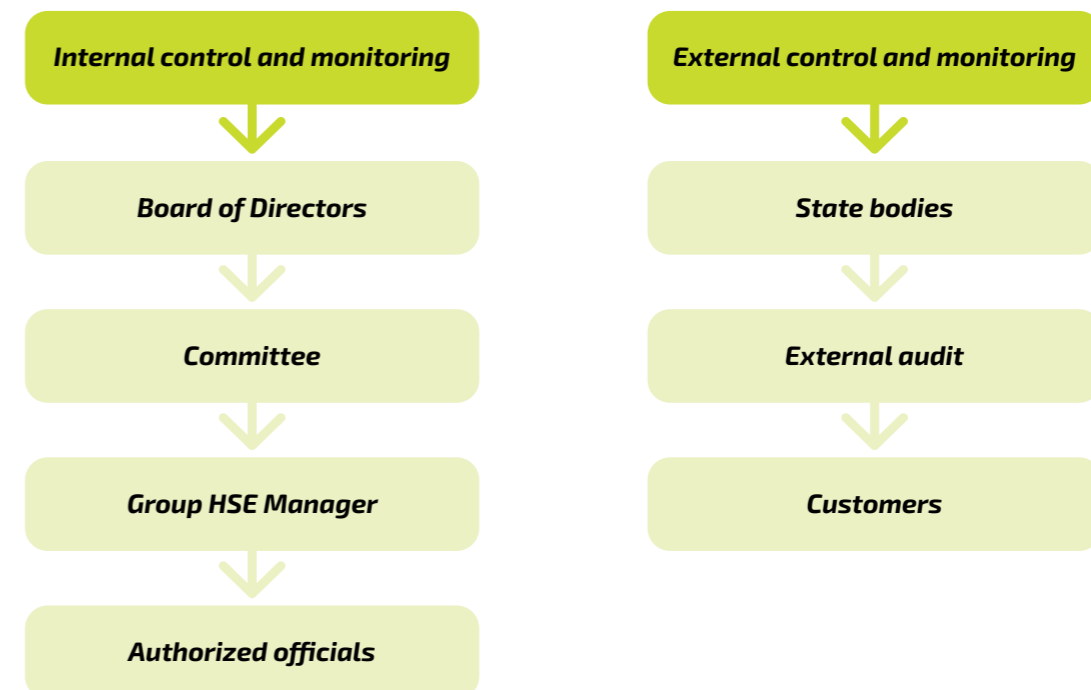 Internal control and monitoring
Board of Directors
Committee
Group HSE Manager
Authorized officials
External control and monitoring
State bodies
External audit
Customers